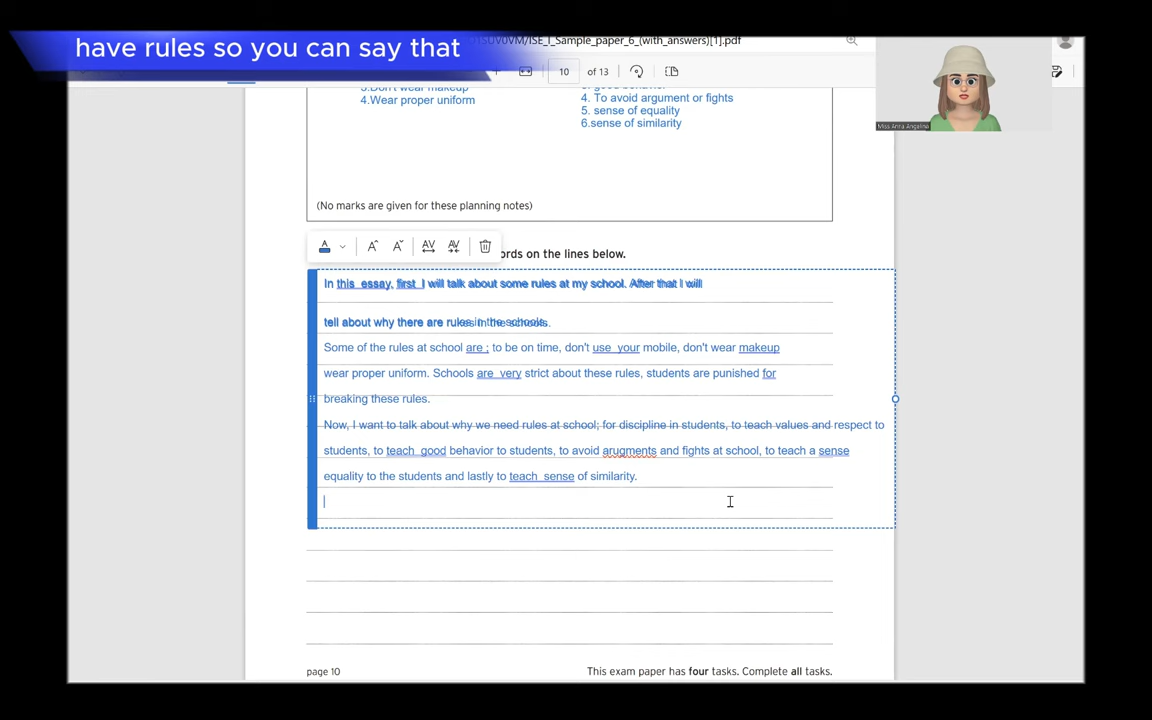 have rules so you can say that
ISE_I_Sample_paper_6_(with_answers)[1].pdf
10 of 13
3.Don't wear makeup
4.Wear proper uniform
4. To avoid argument or fights
5. sense of equality
6.sense of similarity
Miss Anna Angelina
(No marks are given for these planning notes)
words on the lines below.
In this essay, first I will talk about some rules at my school. After that I will
tell about why there are rules in the schools.
Some of the rules at school are ; to be on time, don't use your mobile, don't wear makeup
wear proper uniform. Schools are very strict about these rules, students are punished for
breaking these rules.
Now, I want to talk about why we need rules at school; for discipline in students, to teach values and respect to
students, to teach good behavior to students, to avoid arugments and fights at school, to teach a sense
equality to the students and lastly to teach sense of similarity.
page 10
This exam paper has four tasks. Complete all tasks.